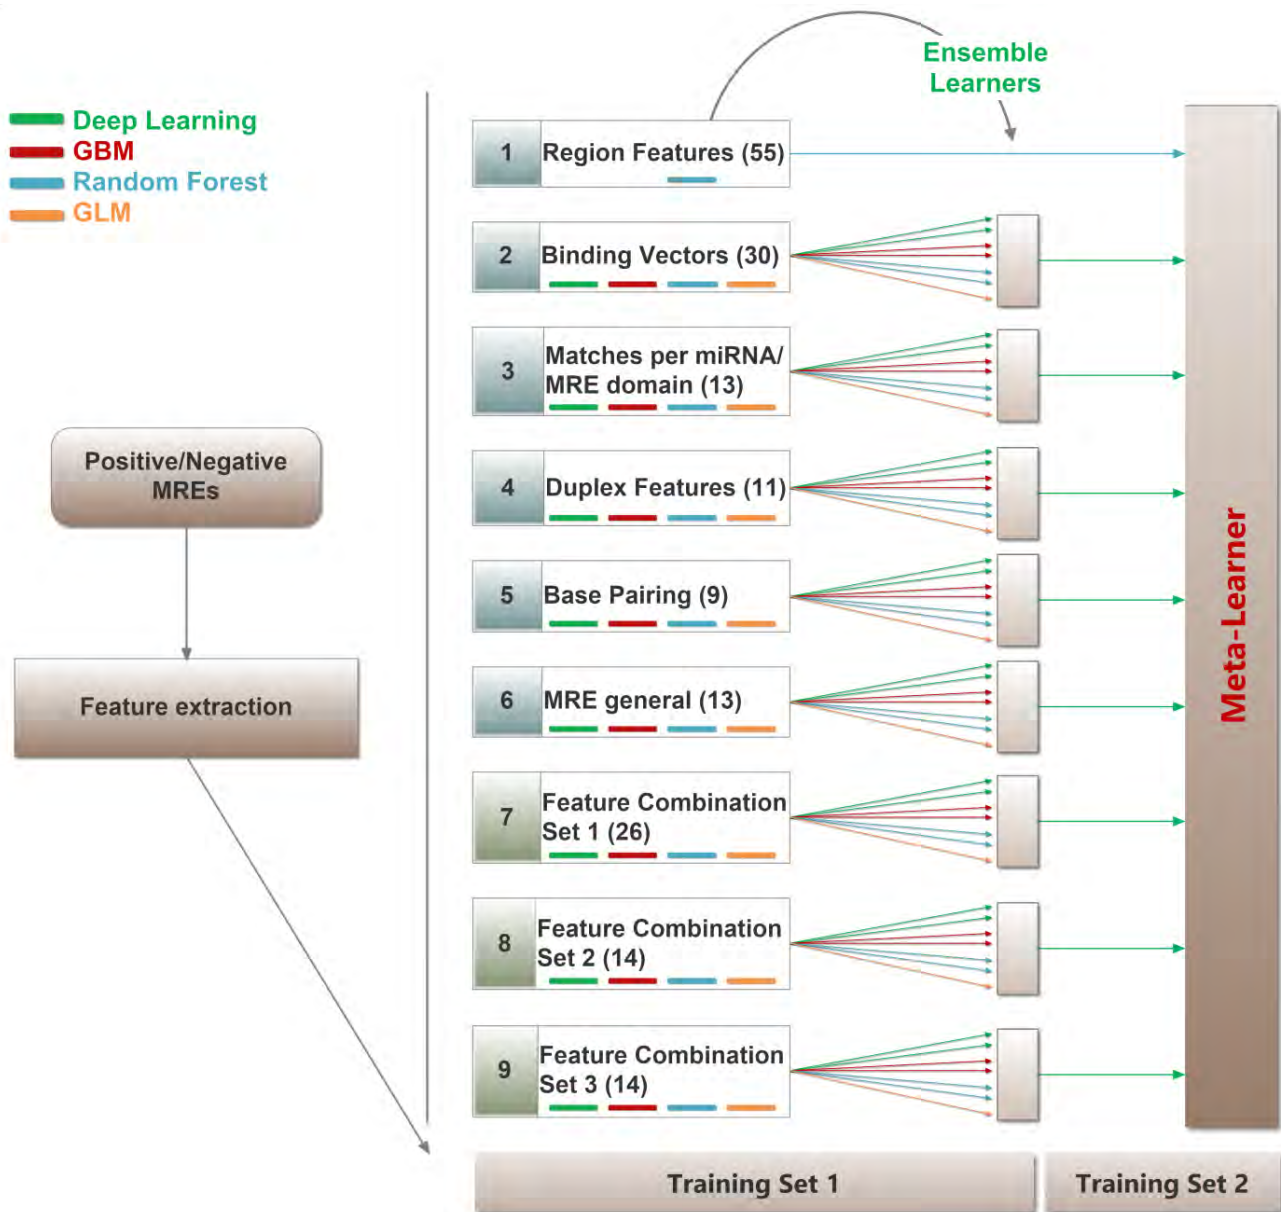 Ensemble
Learners
Deep Learning
GBM
Random Forest
GLM
Positive/Negative
MREs
Feature extraction
1
Region Features (55)
2
Binding Vectors (30)
3
Matches per miRNA/
MRE domain (13)
4
Duplex Features (11)
5
Base Pairing (9)
6
MRE general (13)
7
Feature Combination
Set 1 (26)
8
Feature Combination
Set 2 (14)
9
Feature Combination
Set 3 (14)
Meta-Learner
Training Set 1
Training Set 2